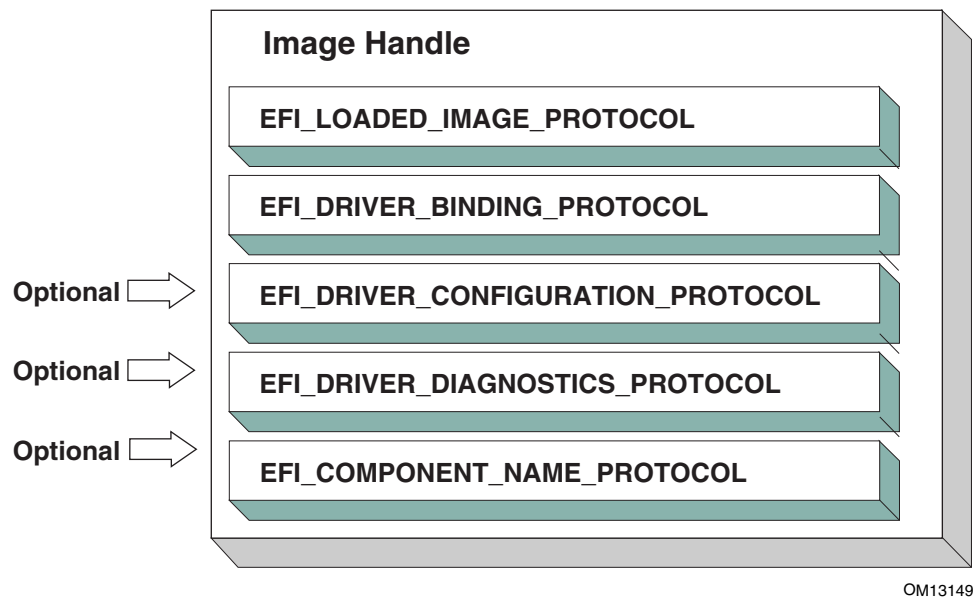 Image Handle
EFI_LOADED_IMAGE_PROTOCOL
EFI_DRIVER_BINDING_PROTOCOL
Optional
EFI_DRIVER_CONFIGURATION_PROTOCOL
Optional
EFI_DRIVER_DIAGNOSTICS_PROTOCOL
Optional
EFI_COMPONENT_NAME_PROTOCOL
OM13149